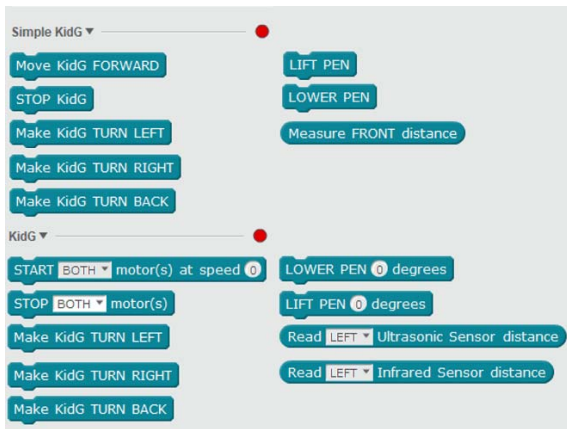 Simple KidG
Move KidG FORWARD
STOP KidG
Make KidG TURN LEFT
Make KidG TURN RIGHT
Make KidG TURN BACK
LIFT PEN
LOWER PEN
Measure FRONT distance
KidG
START BOTH motor(s) at speed 0
STOP BOTH motor(s)
Make KidG TURN LEFT
Make KidG TURN RIGHT
Make KidG TURN BACK
LOWER PEN 0 degrees
LIFT PEN 0 degrees
Read LEFT Ultrasonic Sensor distance
Read LEFT Infrared Sensor distance